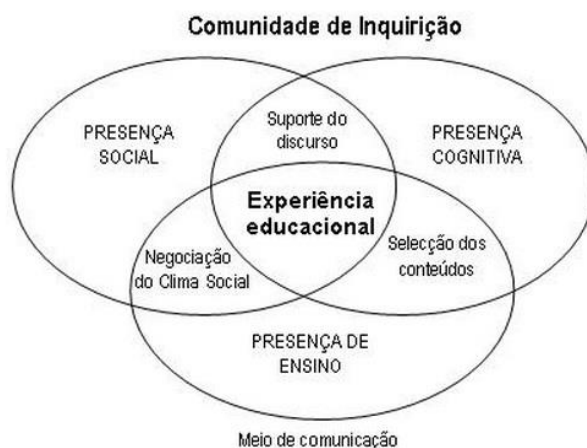 Comunidade de Inquirição
PRESENÇA
SOCIAL
Suporte do
discurso
PRESENÇA
COGNITIVA
Experiência
educacional
Negociação
do Clima Social
Selecção dos
conteúdos
PRESENÇA DE
ENSINO
Meio de comunicação